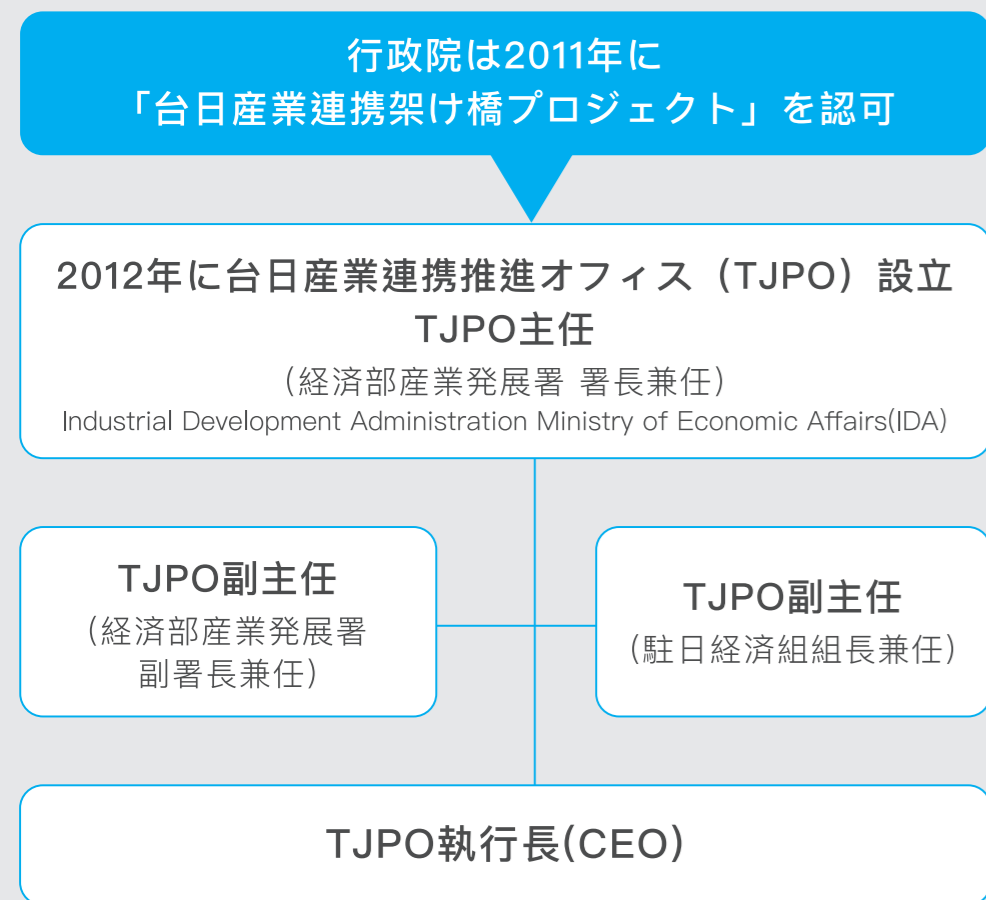 行政院は2011年に
「台日産業連携架け橋プロジェクト」を認可
2012年に台日産業連携推進オフィス（TJPO）設立
TJPO主任
（経済部産業発展署 署長兼任）
Industrial Development Administration Ministry of Economic Affairs(IDA)
TJPO副主任
（経済部産業発展署
副署長兼任）
TJPO副主任
（駐日経済組組長兼任）
TJPO執行長(CEO)